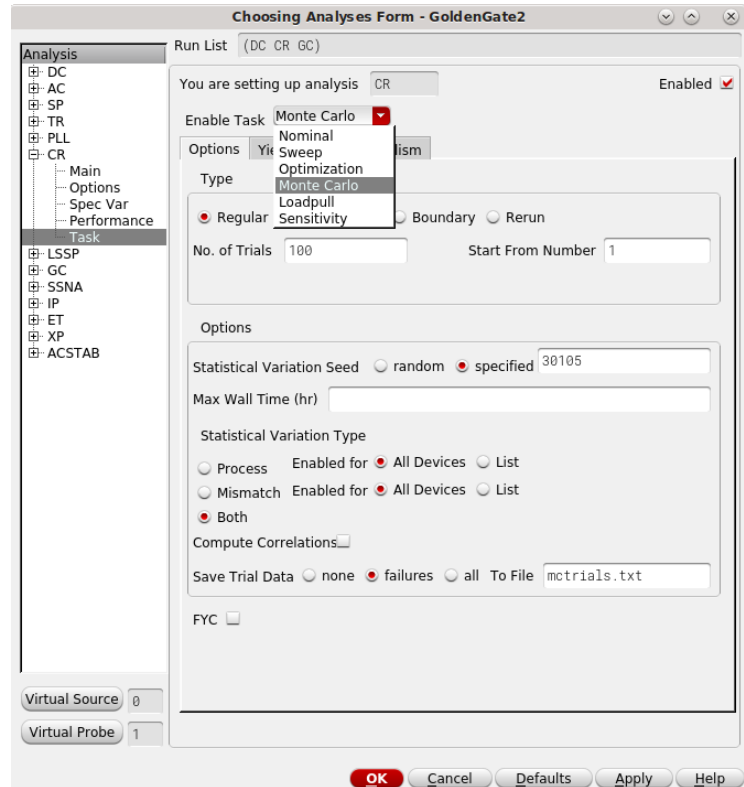 Choosing Analyses Form - GoldenGate2
Run List (DC CR GC)
Analysis
DC
AC
SP
TR
PLL
CR
Main
Options
Spec Var
Performance
Task
LSSP
GC
SSNA
IP
ET
XP
ACSTAB
Virtual Source 0
Virtual Probe 1
You are setting up analysis CR Enabled
Enable Task Monte Carlo
Nominal
Sweep
Optimization
Monte Carlo
Loadpull
Sensitivity
Options
Type
Regular Boundary Rerun
No. of Trials 100 Start From Number 1
Options
Statistical Variation Seed random specified 30105
Max Wall Time (hr)
Statistical Variation Type
Process Enabled for All Devices List
Mismatch Enabled for All Devices List
Both
Compute Correlations
Save Trial Data none failures all To File mctrials.txt
FYC
OK Cancel Defaults Apply Help